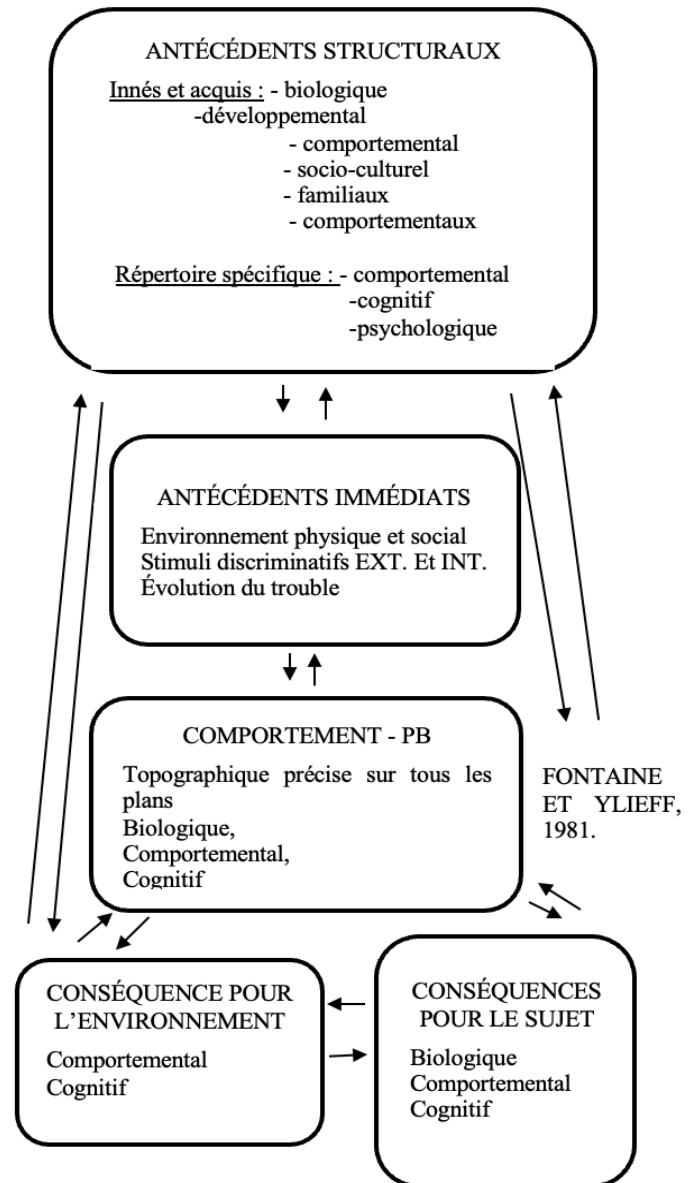 ANTÉCÉDENTS STRUCTURAUX
Innés et acquis : - biologique
-développemental
- comportemental
- socio-culturel
- familiaux
- comportementaux
Répertoire spécifique : - comportemental
-cognitif
-psychologique
ANTÉCÉDENTS IMMÉDIATS
Environnement physique et social
Stimuli discriminatifs EXT. Et INT.
Évolution du trouble
COMPORTEMENT - PB
Topographique précise sur tous les
plans
Biologique,
Comportemental,
Cognitif
FONTAINE
ET YLIEFF,
1981.
CONSÉQUENCE POUR
L’ENVIRONNEMENT
Comportemental
Cognitif
CONSÉQUENCES
POUR LE SUJET
Biologique
Comportemental
Cognitif